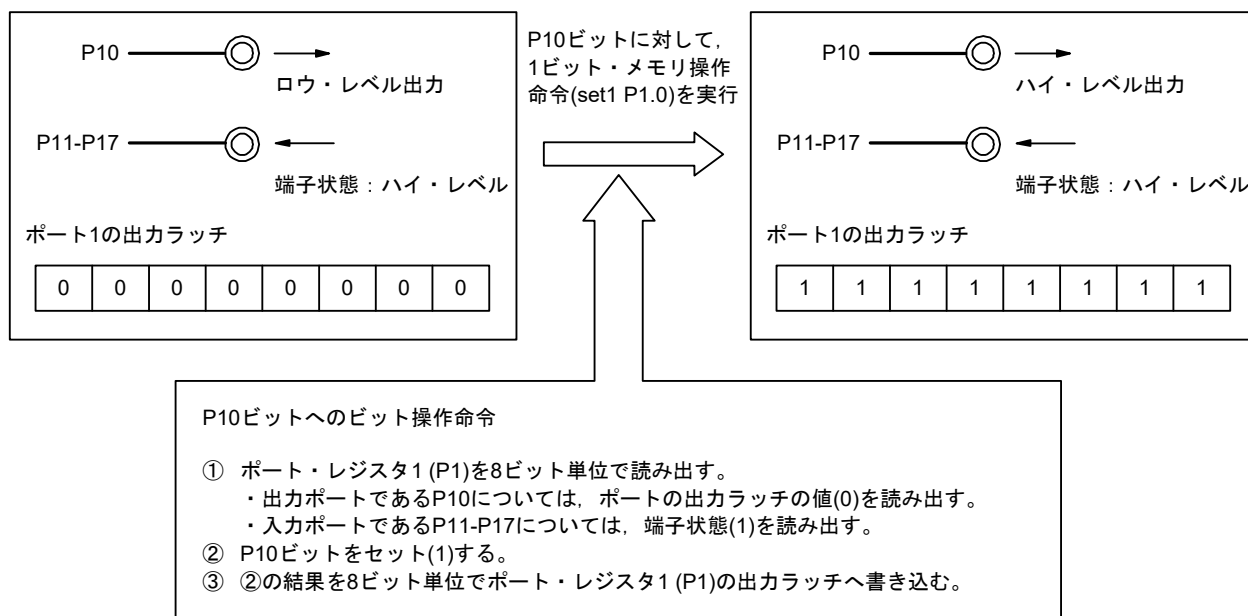 P10
ロウ・レベル出力
P11-P17
端子状態：ハイ・レベル
ポート1の出力ラッチ
0 0 0 0 0 0 0 0
P10ビットに対して，
1ビット・メモリ操作
命令(set1 P1.0)を実行
P10
ハイ・レベル出力
P11-P17
端子状態：ハイ・レベル
ポート1の出力ラッチ
1 1 1 1 1 1 1 1
P10ビットへのビット操作命令
① ポート・レジスタ1 (P1)を8ビット単位で読み出す。
・出力ポートであるP10については，ポートの出力ラッチの値(0)を読み出す。
・入力ポートであるP11-P17については，端子状態(1)を読み出す。
② P10ビットをセット(1)する。
③ ②の結果を8ビット単位でポート・レジスタ1 (P1)の出力ラッチへ書き込む。